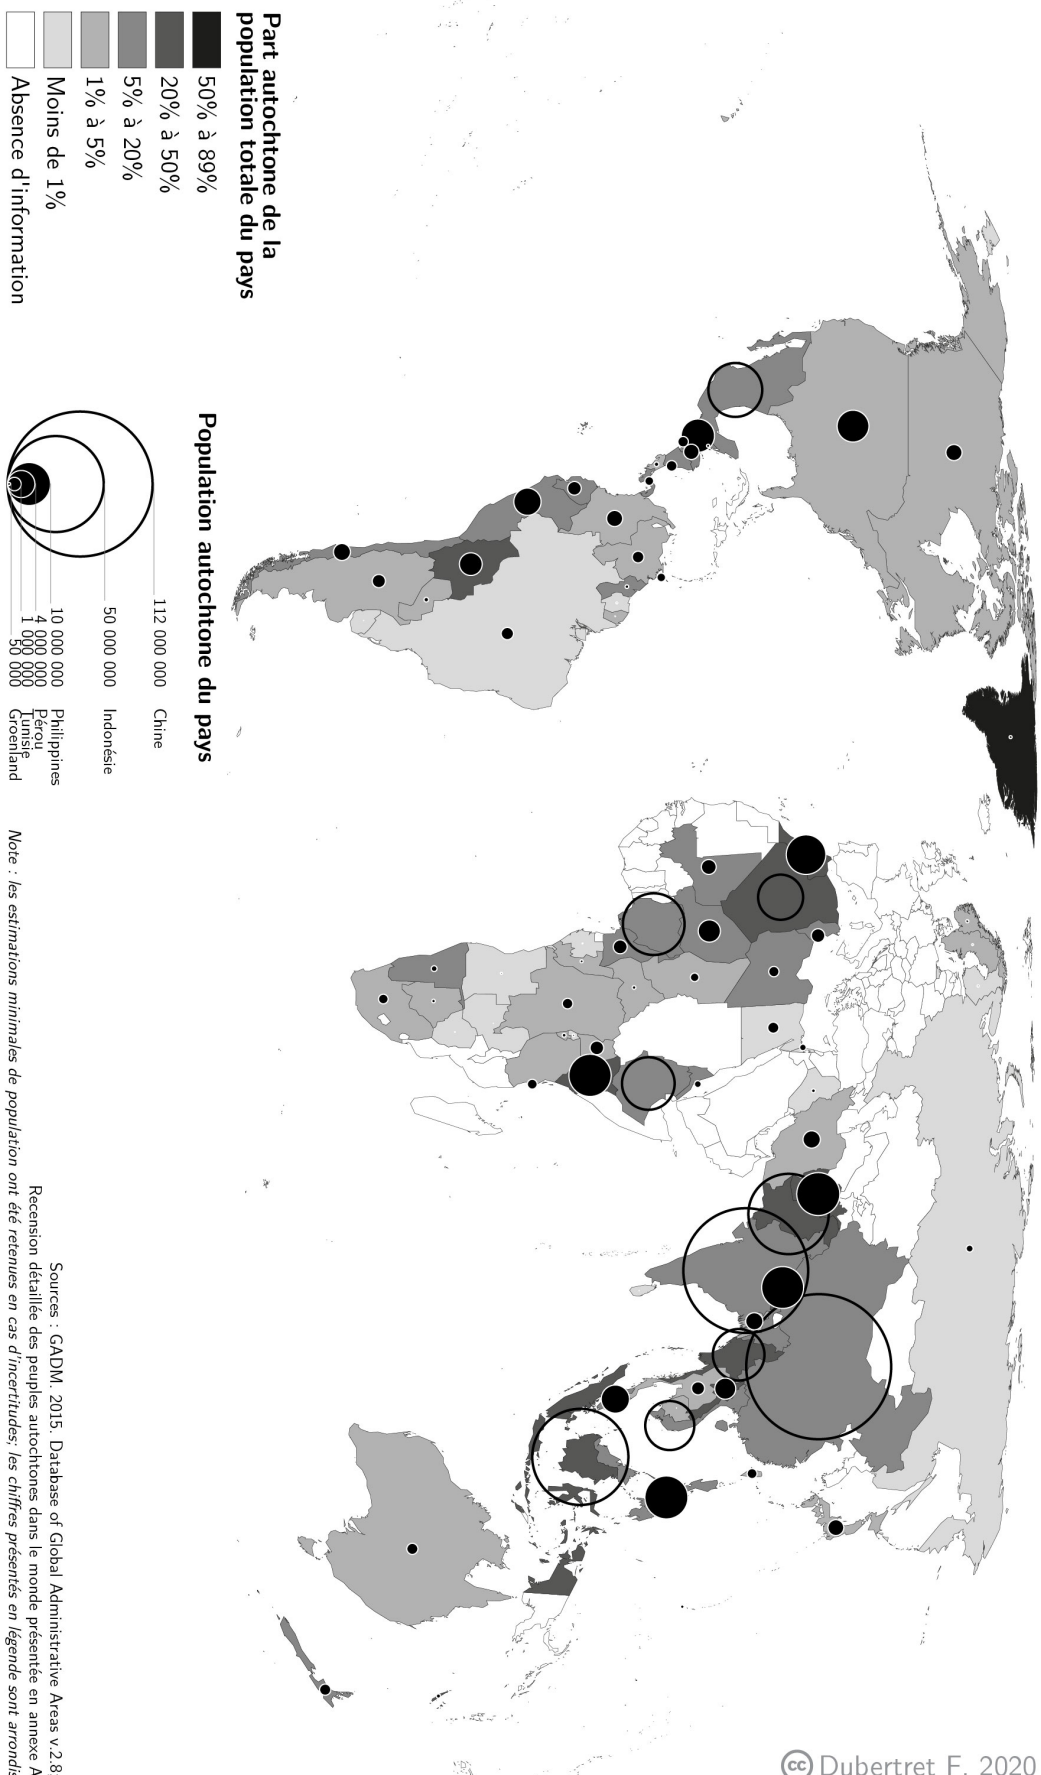 Part autochtone de la
population totale du pays
50% à 89%
20% à 50%
5% à 20%
1% à 5%
Moins de 1%
Absence d'information
Population autochtone du pays
112 000 000 Chine
50 000 000 Indonésie
10 000 000 Philippines
4 000 000 Pérou
1 000 000 Tunisie
50 000 Groenland
Sources : GADM. 2015. Database of Global Administrative Areas v.2.8;
Recension détaillée des peuples autochtones dans le monde présentée en annexe A
Note : les estimations minimales de population ont été retenues en cas d'incertitudes; les chiffres présentés en légende sont arrondis
cc Dubertret F. 2020